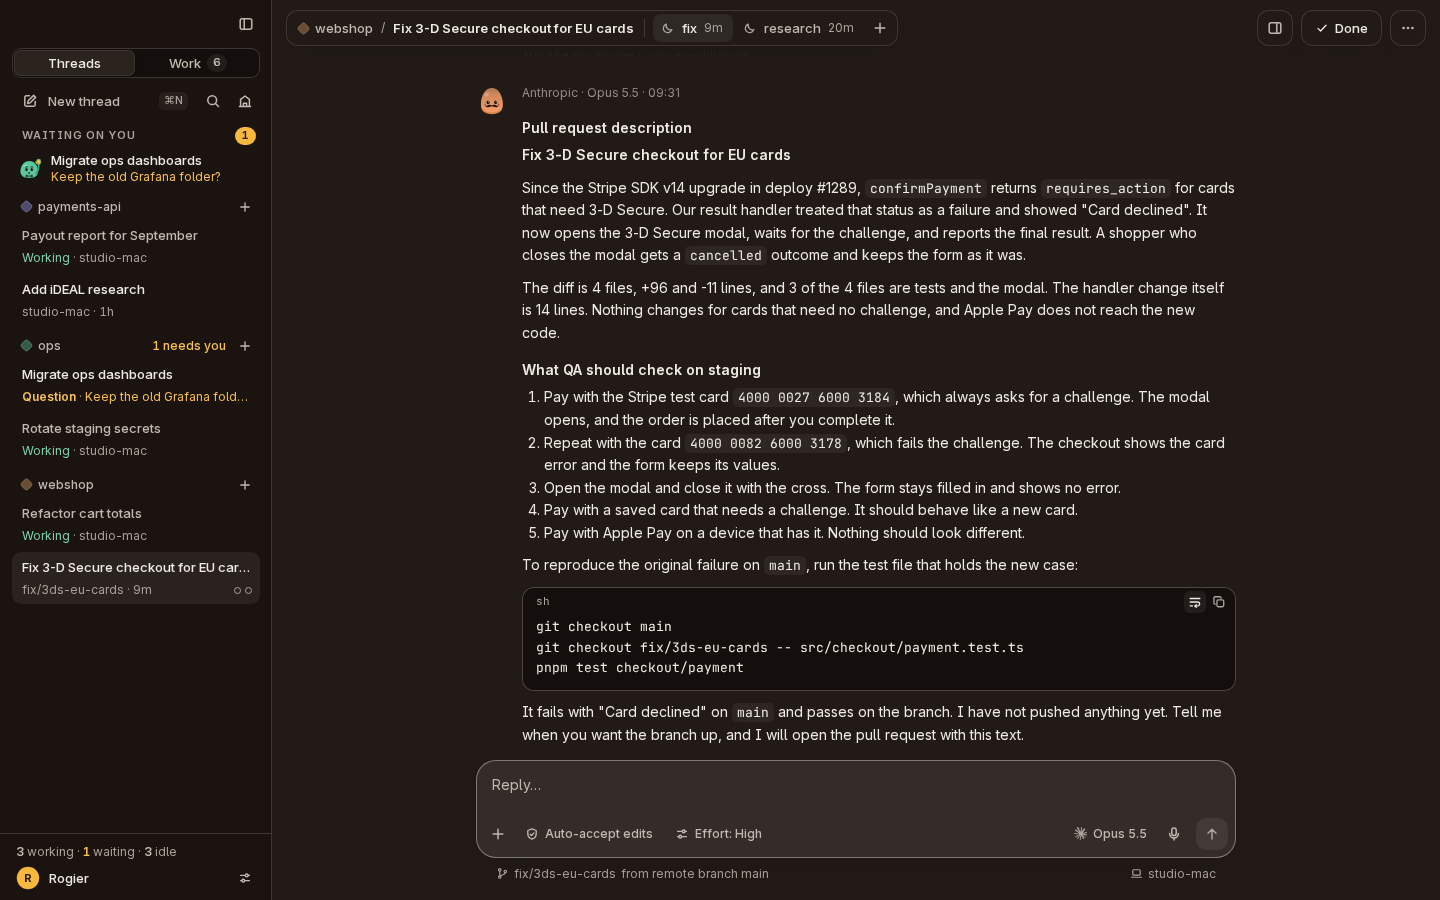 Threads
Work 6
New thread ⌘N
WAITING ON YOU 1
Migrate ops dashboards
Keep the old Grafana folder?
payments-api
Payout report for September
Working · studio-mac
Add iDEAL research
studio-mac · 1h
ops 1 needs you
Migrate ops dashboards
Question · Keep the old Grafana fold…
Rotate staging secrets
Working · studio-mac
webshop
Refactor cart totals
Working · studio-mac
Fix 3-D Secure checkout for EU car…
fix/3ds-eu-cards · 9m
3 working · 1 waiting · 3 idle
R Rogier
webshop / Fix 3-D Secure checkout for EU cards fix 9m research 20m
Done
Anthropic · Opus 5.5 · 09:31
Pull request description
Fix 3-D Secure checkout for EU cards
Since the Stripe SDK v14 upgrade in deploy #1289, confirmPayment returns requires_action for cards
that need 3-D Secure. Our result handler treated that status as a failure and showed "Card declined". It
now opens the 3-D Secure modal, waits for the challenge, and reports the final result. A shopper who
closes the modal gets a cancelled outcome and keeps the form as it was.
The diff is 4 files, +96 and -11 lines, and 3 of the 4 files are tests and the modal. The handler change itself
is 14 lines. Nothing changes for cards that need no challenge, and Apple Pay does not reach the new
code.
What QA should check on staging
1. Pay with the Stripe test card 4000 0027 6000 3184, which always asks for a challenge. The modal
opens, and the order is placed after you complete it.
2. Repeat with the card 4000 0082 6000 3178, which fails the challenge. The checkout shows the card
error and the form keeps its values.
3. Open the modal and close it with the cross. The form stays filled in and shows no error.
4. Pay with a saved card that needs a challenge. It should behave like a new card.
5. Pay with Apple Pay on a device that has it. Nothing should look different.
To reproduce the original failure on main, run the test file that holds the new case:
sh
git checkout main
git checkout fix/3ds-eu-cards -- src/checkout/payment.test.ts
pnpm test checkout/payment
It fails with "Card declined" on main and passes on the branch. I have not pushed anything yet. Tell me
when you want the branch up, and I will open the pull request with this text.
Reply…
Auto-accept edits Effort: High Opus 5.5
fix/3ds-eu-cards from remote branch main studio-mac